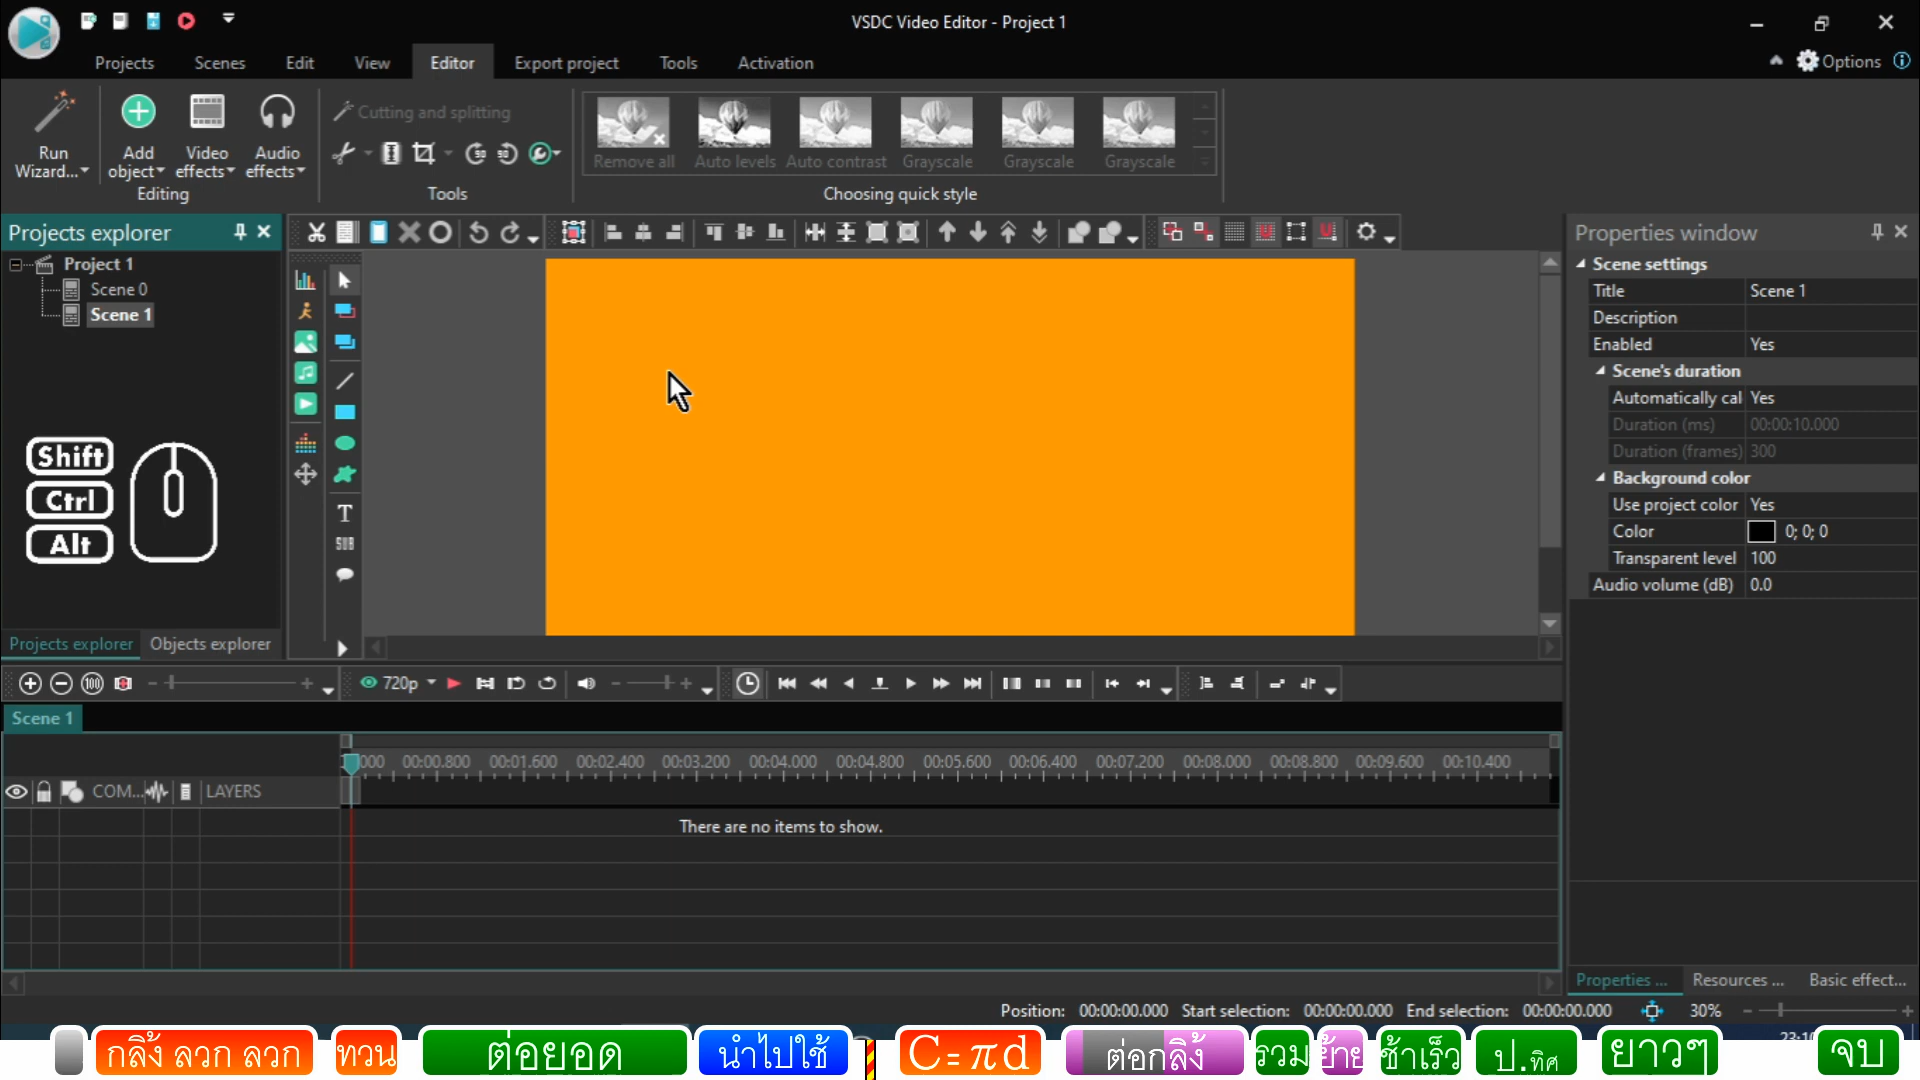 VSDC Video Editor - Project 1
Projects Scenes Edit View Editor Export project Tools Activation
Options
Run Wizard...
Add object
Video effects
Audio effects
Editing
Cutting and splitting
Tools
Remove all Auto levels Auto contrast Grayscale Grayscale Grayscale
Choosing quick style
Projects explorer
Project 1
Scene 0
Scene 1
Shift
Ctrl
Alt
Projects explorer Objects explorer
T
SUB
Properties window
Scene settings
Title Scene 1
Description
Enabled Yes
Scene's duration
Automatically cal Yes
Duration (ms) 00:00:10.000
Duration (frames) 300
Background color
Use project color Yes
Color 0; 0; 0
Transparent level 100
Audio volume (dB) 0.0
100
720p
Scene 1
000 00:00.800 00:01.600 00:02.400 00:03.200 00:04.000 00:04.800 00:05.600 00:06.400 00:07.200 00:08.000 00:08.800 00:09.600 00:10.400
COM... LAYERS
There are no items to show.
Properties ... Resources ... Basic effect...
Position: 00:00:00.000 Start selection: 00:00:00.000 End selection: 00:00:00.000 30%
กลิ้ง ลวก ลวก ทวน ต่อยอด นำไปใช้ C=πd ต่อกลิ้ง รวม ย้าย ช้าเร็ว ป.ทิศ ยาวๆ จบ